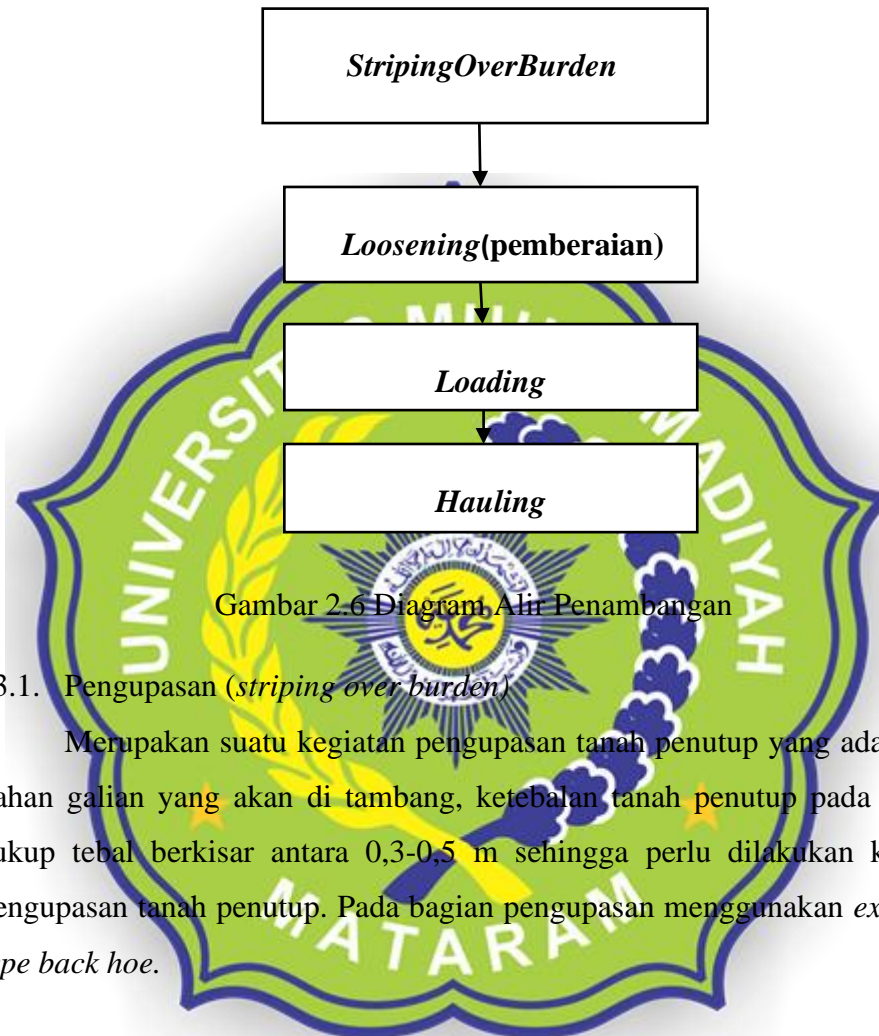 StripingOverBurden
Loosening(pemberaian)
Loading
Hauling
Gambar 2.6 Diagram Alir Penambangan
3.1. Pengupasan (striping over burden)
Merupakan suatu kegiatan pengupasan tanah penutup yang ada
ahan galian yang akan di tambang, ketebalan tanah penutup pada
ukup tebal berkisar antara 0,3-0,5 m sehingga perlu dilakukan k
engupasan tanah penutup. Pada bagian pengupasan menggunakan ex
pe back hoe.
MATARAM